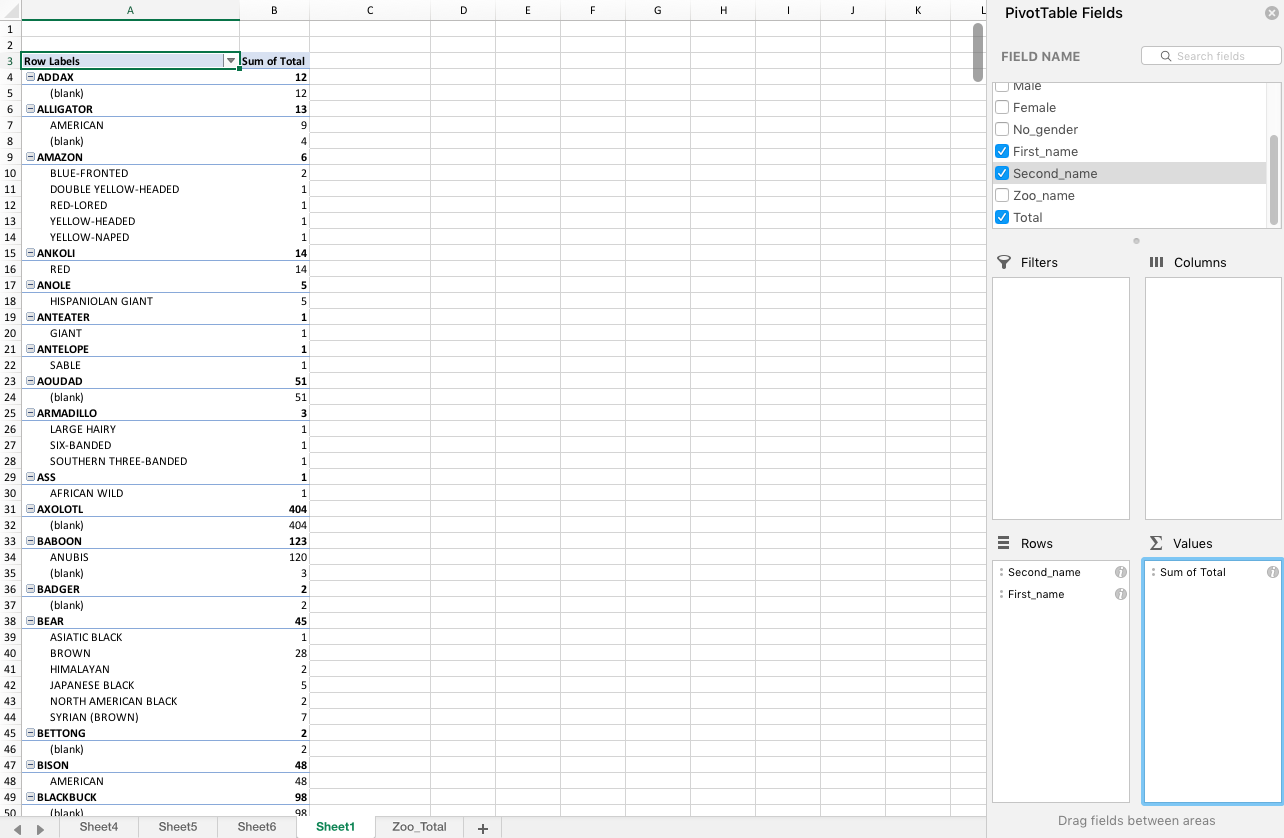 A B C D E F G H I J K L
1
2
3 Row Labels Sum of Total
4 ADDAX 12
5 (blank) 12
6 ALLIGATOR 13
7 AMERICAN 9
8 (blank) 4
9 AMAZON 6
10 BLUE-FRONTED 2
11 DOUBLE YELLOW-HEADED 1
12 RED-LORED 1
13 YELLOW-HEADED 1
14 YELLOW-NAPED 1
15 ANKOLI 14
16 RED 14
17 ANOLE 5
18 HISPANIOLAN GIANT 5
19 ANTEATER 1
20 GIANT 1
21 ANTELOPE 1
22 SABLE 1
23 AOUDAD 51
24 (blank) 51
25 ARMADILLO 3
26 LARGE HAIRY 1
27 SIX-BANDED 1
28 SOUTHERN THREE-BANDED 1
29 ASS 1
30 AFRICAN WILD 1
31 AXOLOTL 404
32 (blank) 404
33 BABOON 123
34 ANUBIS 120
35 (blank) 3
36 BADGER 2
37 (blank) 2
38 BEAR 45
39 ASIATIC BLACK 1
40 BROWN 28
41 HIMALAYAN 2
42 JAPANESE BLACK 5
43 NORTH AMERICAN BLACK 2
44 SYRIAN (BROWN) 7
45 BETTONG 2
46 (blank) 2
47 BISON 48
48 AMERICAN 48
49 BLACKBUCK 98
50 (blank) 98
Sheet4 Sheet5 Sheet6 Sheet1 Zoo_Total +
PivotTable Fields
FIELD NAME Search fields
Male
Female
No_gender
First_name
Second_name
Zoo_name
Total
Filters Columns
Rows Values
Second_name Sum of Total
First_name
Drag fields between areas